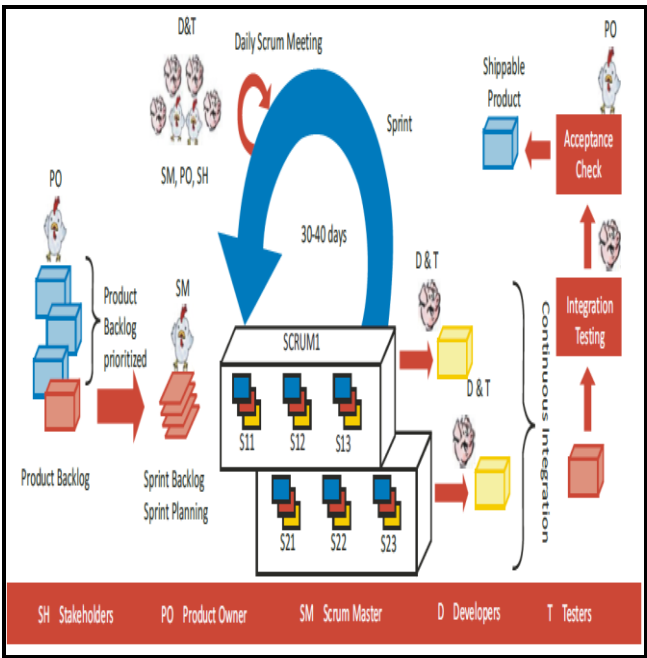 D&T
Daily Scrum Meeting
SM, PO, SH
Sprint
30-40 days
PO
Product
Backlog
prioritized
Product Backlog
SM
Sprint Backlog
Sprint Planning
SCRUM1
S11
S12
S13
S21
S22
S23
D & T
D & T
Continuous Integration
Integration
Testing
Acceptance
Check
PO
Shippable
Product
SH Stakeholders PO Product Owner SM Scrum Master D Developers T Testers